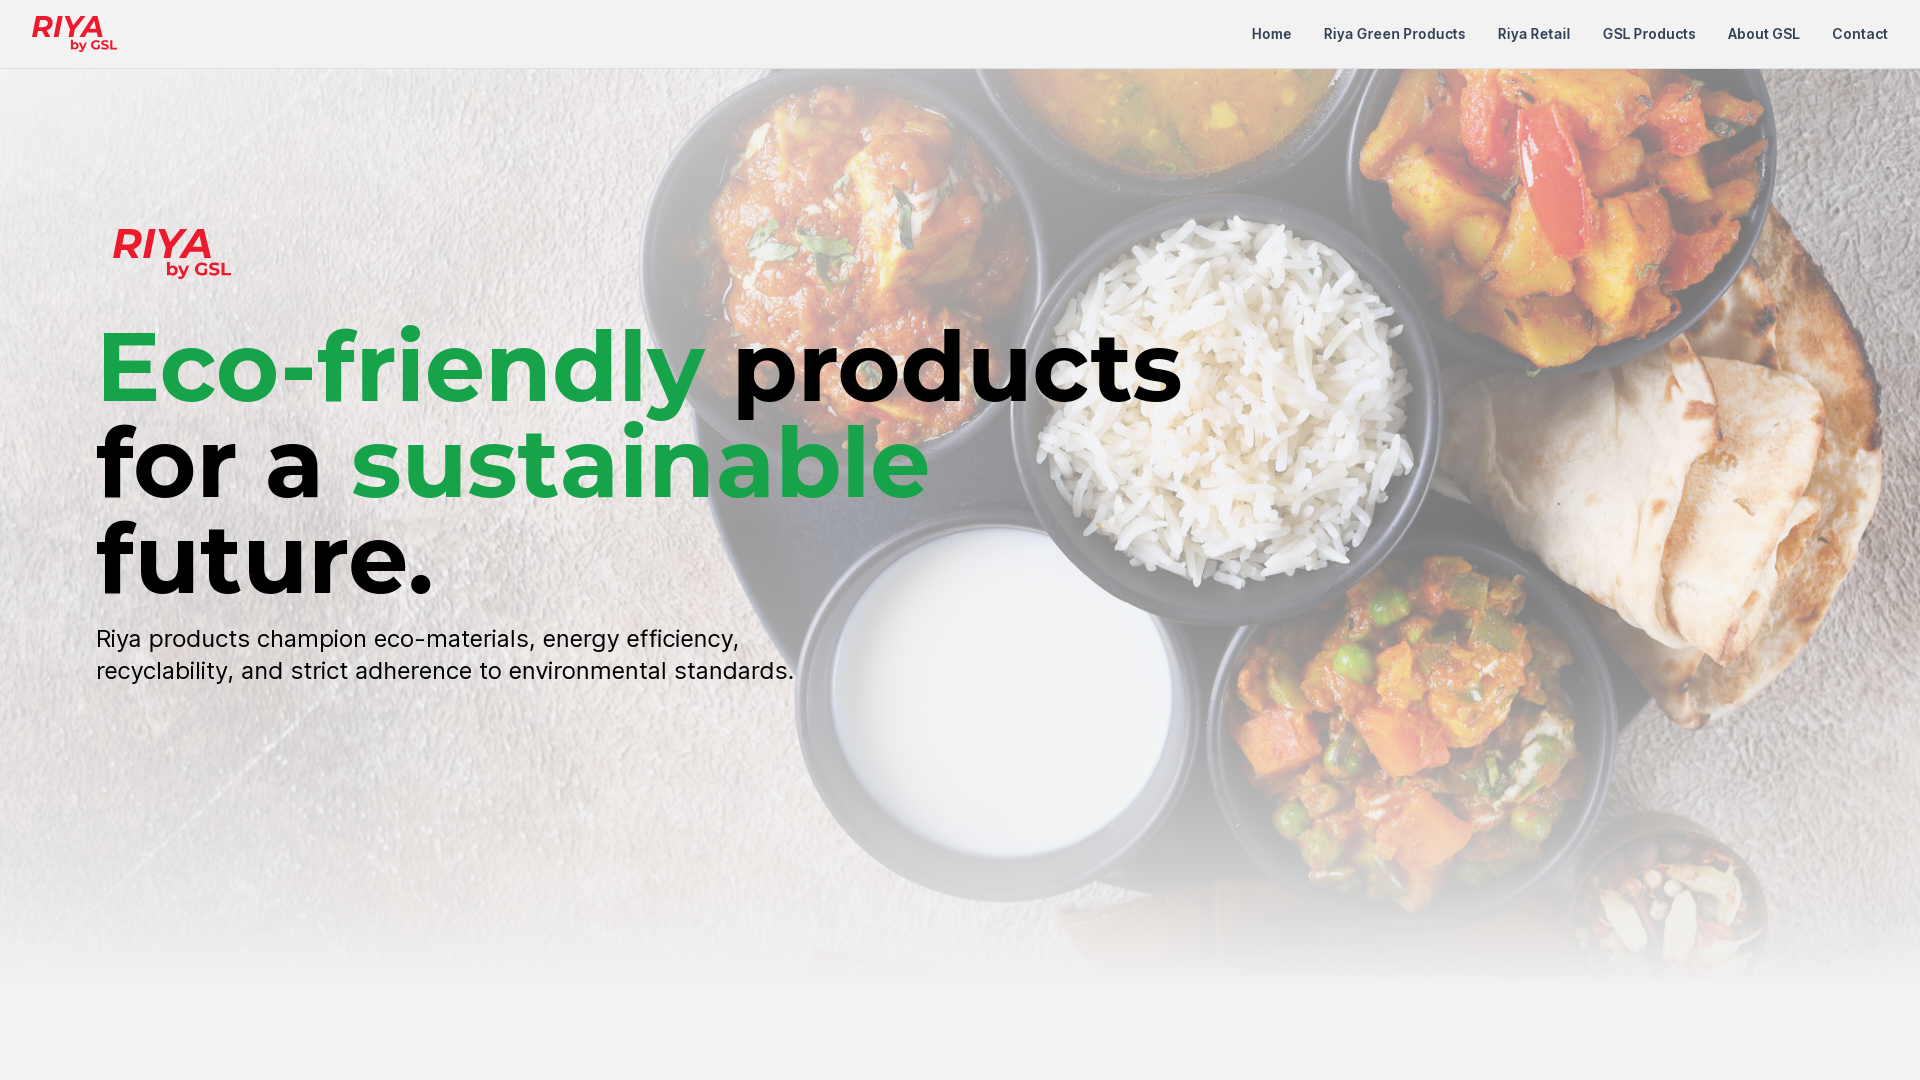 RIYA
by GSL
Home
Riya Green Products
Riya Retail
GSL Products
About GSL
Contact
RIYA
by GSL
Eco-friendly products
for a sustainable
future.
Riya products champion eco-materials, energy efficiency,
recyclability, and strict adherence to environmental standards.